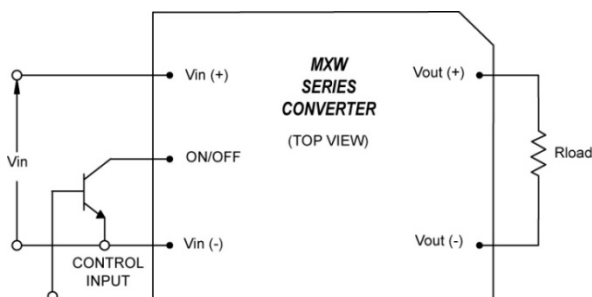 MXW
SERIES
CONVERTER
(TOP VIEW)
Vin (+)
Vout (+)
Vin
ON/OFF
Rload
Vin (-)
Vout (-)
CONTROL
INPUT